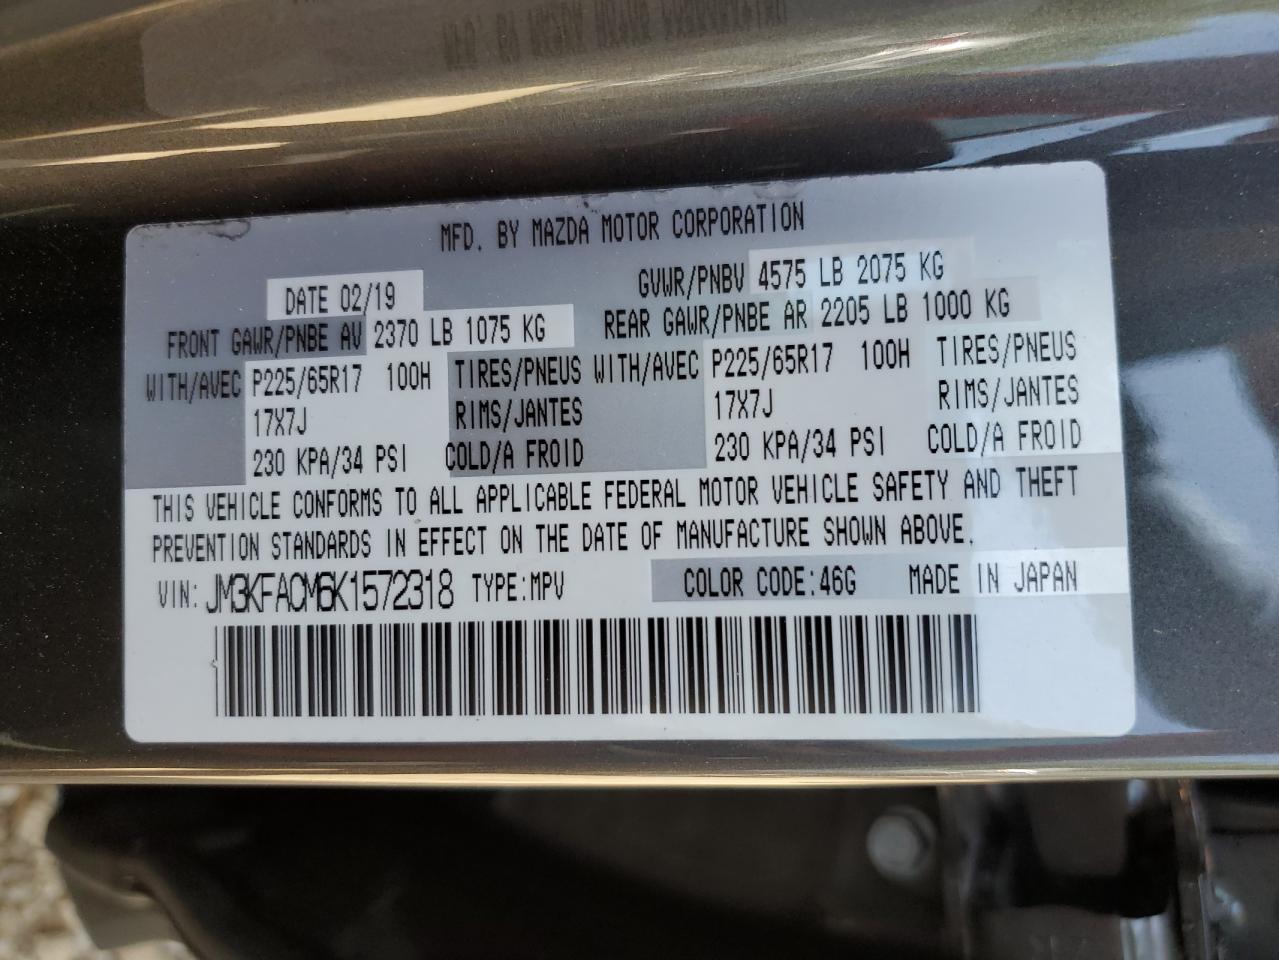 MFD. BY MAZDA MOTOR CORPORATION
DATE 02/19 GVWR/PNBV 4575 LB 2075 KG
FRONT GAWR/PNBE AV 2370 LB 1075 KG REAR GAWR/PNBE AR 2205 LB 1000 KG
WITH/AVEC P225/65R17 100H TIRES/PNEUS WITH/AVEC P225/65R17 100H TIRES/PNEUS
17X7J RIMS/JANTES 17X7J RIMS/JANTES
230 KPA/34 PSI COLD/A FROID 230 KPA/34 PSI COLD/A FROID
THIS VEHICLE CONFORMS TO ALL APPLICABLE FEDERAL MOTOR VEHICLE SAFETY AND THEFT
PREVENTION STANDARDS IN EFFECT ON THE DATE OF MANUFACTURE SHOWN ABOVE.
VIN: JM3KFACM6K1572318 TYPE:MPV COLOR CODE:46G MADE IN JAPAN